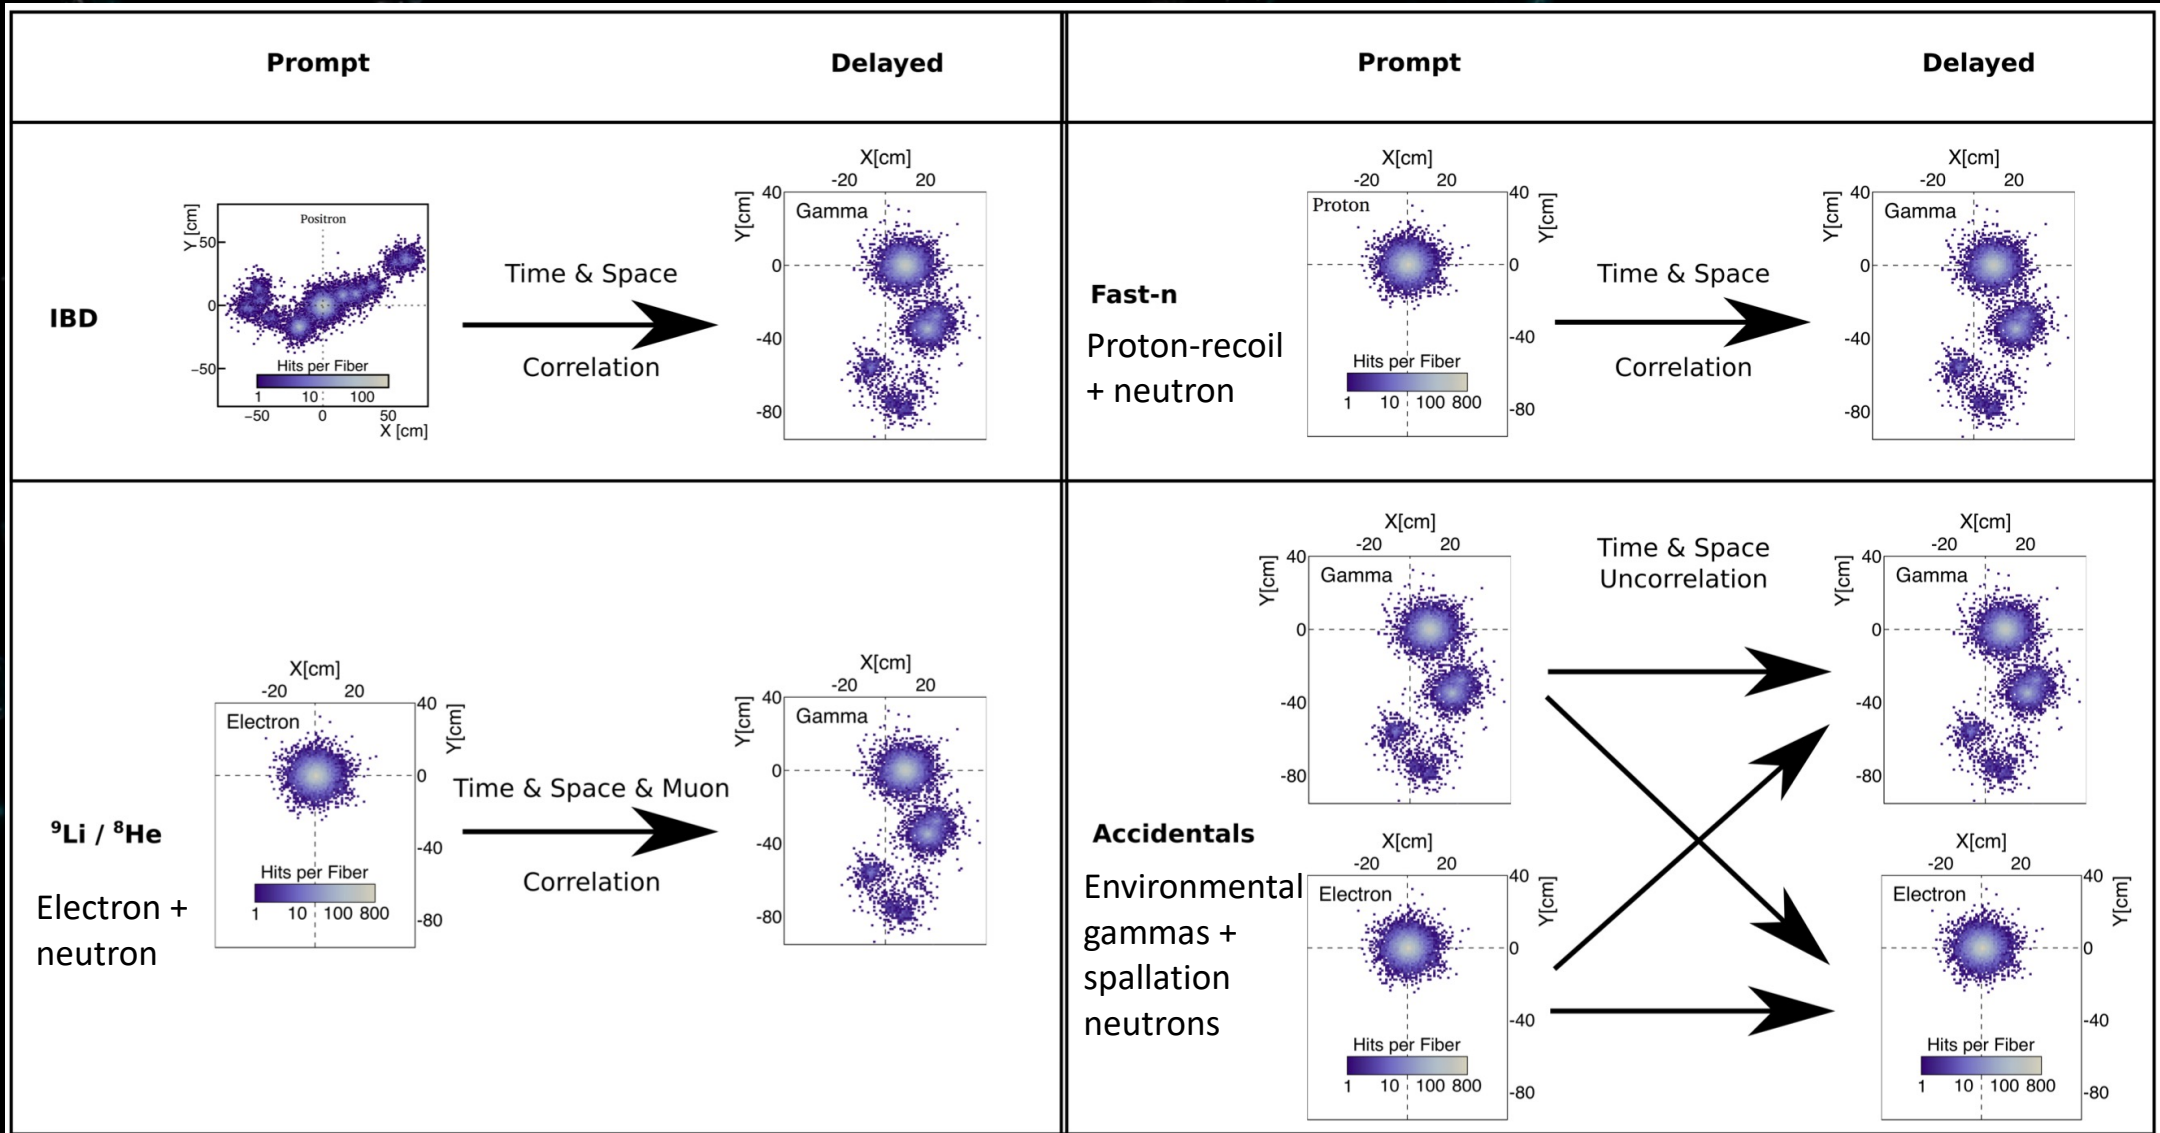 Prompt
Delayed
Prompt
Delayed
IBD
Y [cm]
Positron
50
0
−50
Hits per Fiber
1 10 100
−50 0 50
X [cm]
Time & Space
Correlation
X[cm]
-20 20
Y[cm]
40
Gamma
0
-40
-80
Fast-n
Proton-recoil
+ neutron
X[cm]
-20 20
Proton
40
Y[cm]
0
-40
-80
Hits per Fiber
1 10 100 800
Time & Space
Correlation
X[cm]
-20 20
Y[cm]
40
Gamma
0
-40
-80
⁹Li / ⁸He
Electron +
neutron
X[cm]
-20 20
Electron
40
Y[cm]
0
-40
-80
Hits per Fiber
1 10 100 800
Time & Space & Muon
Correlation
X[cm]
-20 20
Y[cm]
40
Gamma
0
-40
-80
Accidentals
Environmental
gammas +
spallation
neutrons
X[cm]
-20 20
Y[cm]
40
Gamma
0
-40
-80
Time & Space
Uncorrelation
X[cm]
-20 20
Y[cm]
40
Gamma
0
-40
-80
X[cm]
-20 20
Electron
40
Y[cm]
0
-40
-80
Hits per Fiber
1 10 100 800
X[cm]
-20 20
Electron
40
Y[cm]
0
-40
-80
Hits per Fiber
1 10 100 800